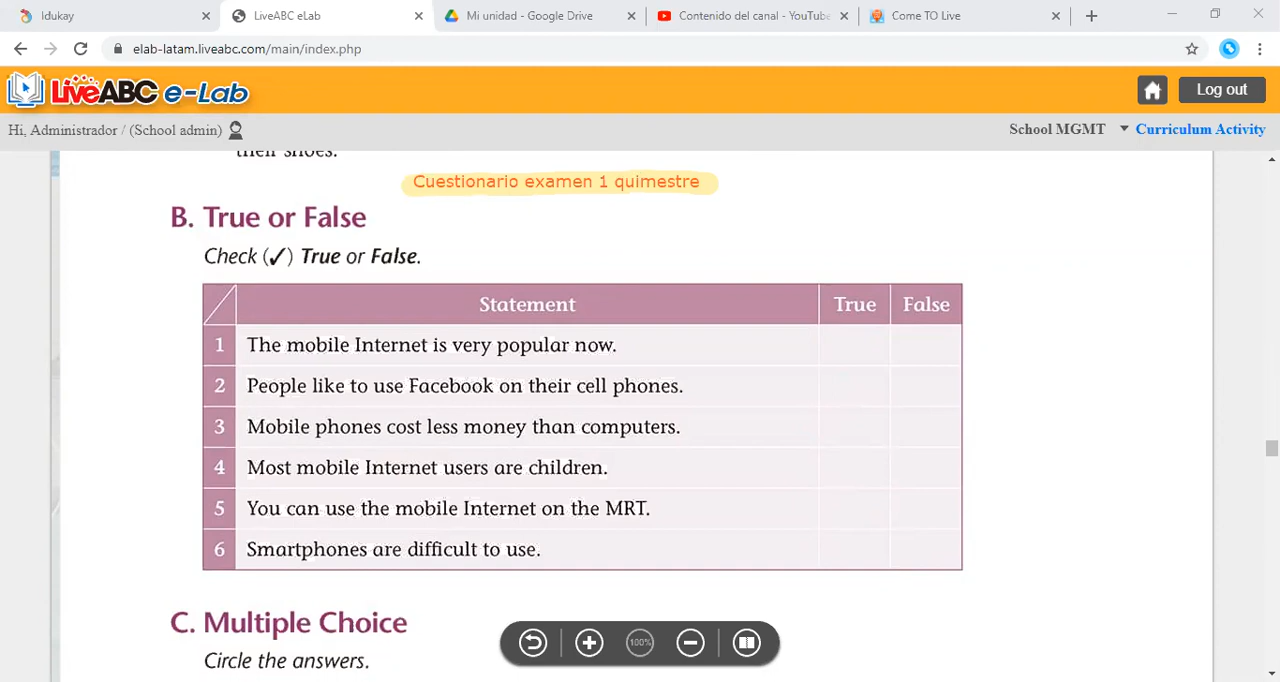 Idukay
LiveABC eLab
Mi unidad - Google Drive
Contenido del canal - YouTube
Come TO Live
elab-latam.liveabc.com/main/index.php
LiveABC e-Lab
Log out
Hi, Administrador / (School admin)
School MGMT
Curriculum Activity
their shoes.
Cuestionario examen 1 quimestre
B. True or False
Check (✓) True or False.
Statement True False
1 The mobile Internet is very popular now.
2 People like to use Facebook on their cell phones.
3 Mobile phones cost less money than computers.
4 Most mobile Internet users are children.
5 You can use the mobile Internet on the MRT.
6 Smartphones are difficult to use.
C. Multiple Choice
100%
Circle the answers.